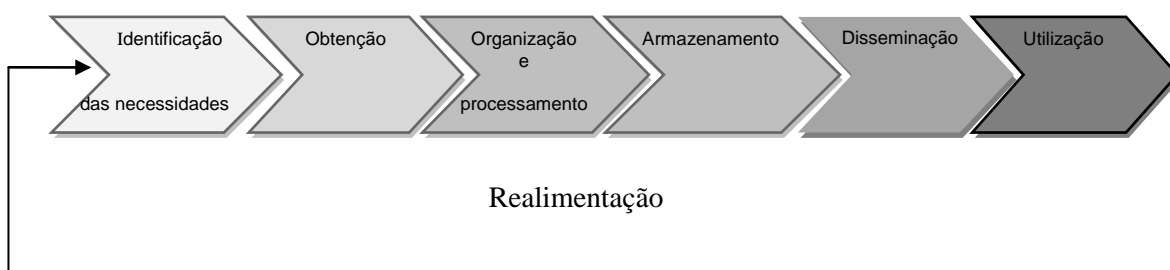 Identificação
das necessidades
Obtenção
Organização
e
processamento
Armazenamento
Disseminação
Utilização
Realimentação